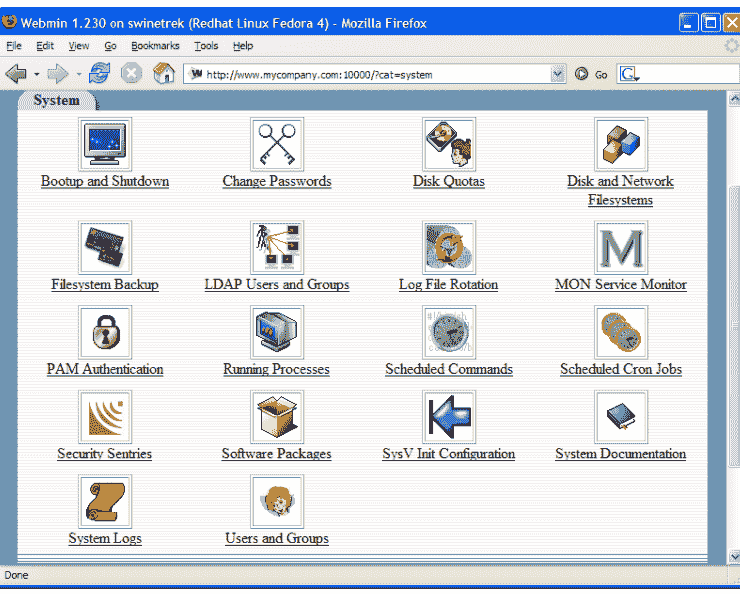 Webmin 1.230 on swinetrek (Redhat Linux Fedora 4) - Mozilla Firefox
File Edit View Go Bookmarks Tools Help
http://www.mycompany.com:10000/?cat=system Go
System
Bootup and Shutdown Change Passwords Disk Quotas Disk and Network
Filesystems
Filesystem Backup LDAP Users and Groups Log File Rotation MON Service Monitor
PAM Authentication Running Processes Scheduled Commands Scheduled Cron Jobs
Security Sentries Software Packages SysV Init Configuration System Documentation
System Logs Users and Groups
Done